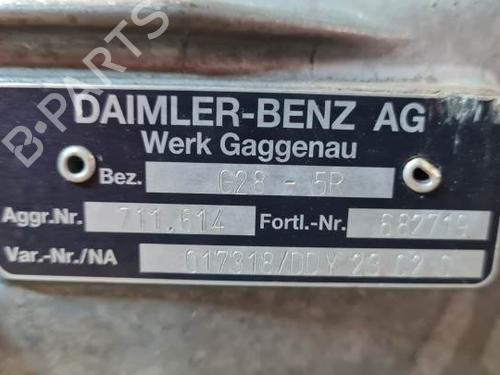 DAIMLER-BENZ AG
Werk Gaggenau
Bez. G28 - 5R
Aggr.Nr. 711.614 Fortl.-Nr. 682719
Var.-Nr./NA 017318/DDY 29 C2
B-PARTS